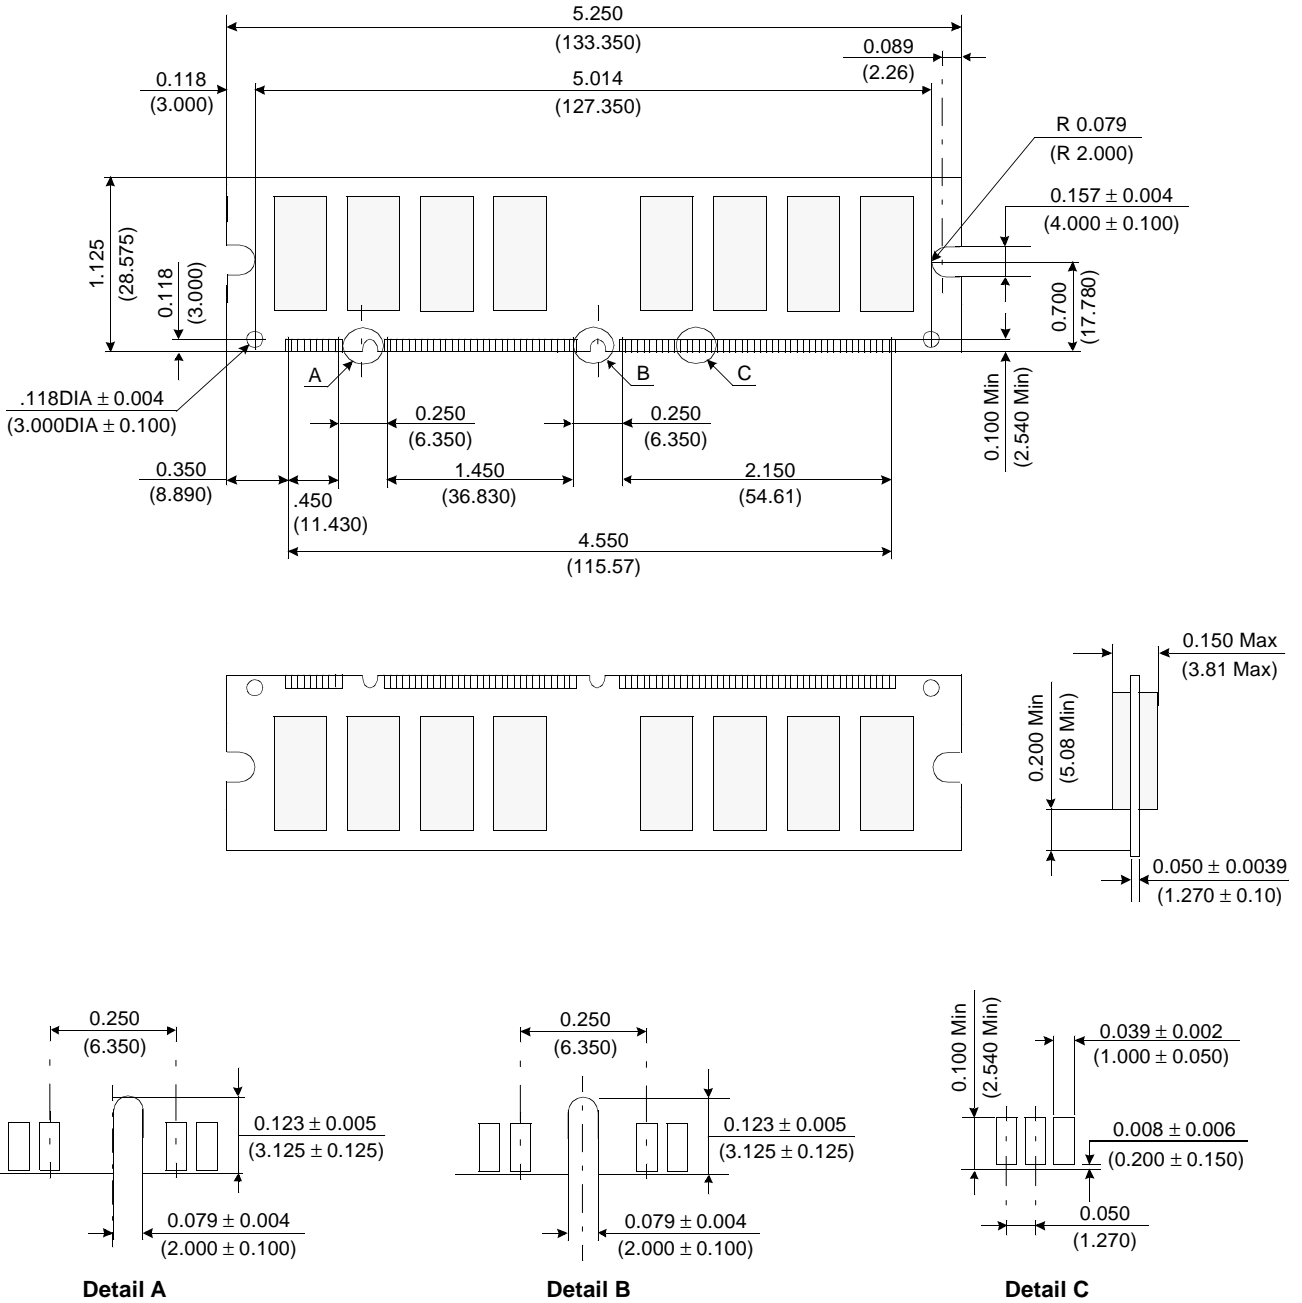 5.250
(133.350)
0.089
(2.26)
0.118
(3.000)
5.014
(127.350)
R 0.079
(R 2.000)
0.157 ± 0.004
(4.000 ± 0.100)
1.125
(28.575)
0.118
(3.000)
0.700
(17.780)
A
B
C
.118DIA ± 0.004
(3.000DIA ± 0.100)
0.250
(6.350)
0.250
(6.350)
0.100 Min
(2.540 Min)
0.350
(8.890)
.450
(11.430)
1.450
(36.830)
2.150
(54.61)
4.550
(115.57)
0.150 Max
(3.81 Max)
0.200 Min
(5.08 Min)
0.050 ± 0.0039
(1.270 ± 0.10)
0.250
(6.350)
0.123 ± 0.005
(3.125 ± 0.125)
0.079 ± 0.004
(2.000 ± 0.100)
Detail A
0.250
(6.350)
0.123 ± 0.005
(3.125 ± 0.125)
0.079 ± 0.004
(2.000 ± 0.100)
Detail B
0.100 Min
(2.540 Min)
0.039 ± 0.002
(1.000 ± 0.050)
0.008 ± 0.006
(0.200 ± 0.150)
0.050
(1.270)
Detail C